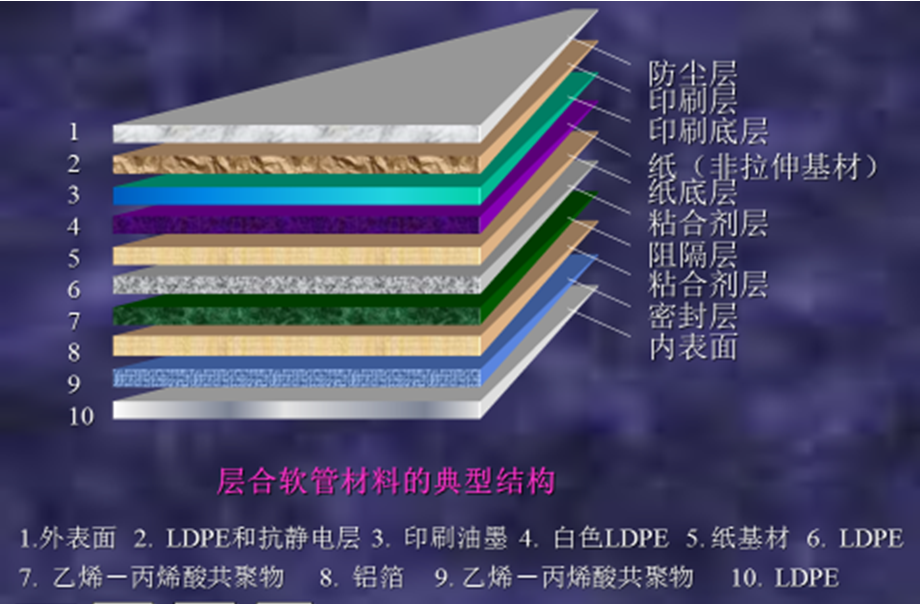 1
2
3
4
5
6
7
8
9
10
防尘层
印刷层
印刷底层
纸（非拉伸基材）
纸底层
粘合剂层
阻隔层
粘合剂层
密封层
内表面
层合软管材料的典型结构
1.外表面 2. LDPE和抗静电层 3. 印刷油墨 4. 白色LDPE 5.纸基材 6. LDPE
7. 乙烯－丙烯酸共聚物 8. 铝箔 9.乙烯－丙烯酸共聚物 10. LDPE